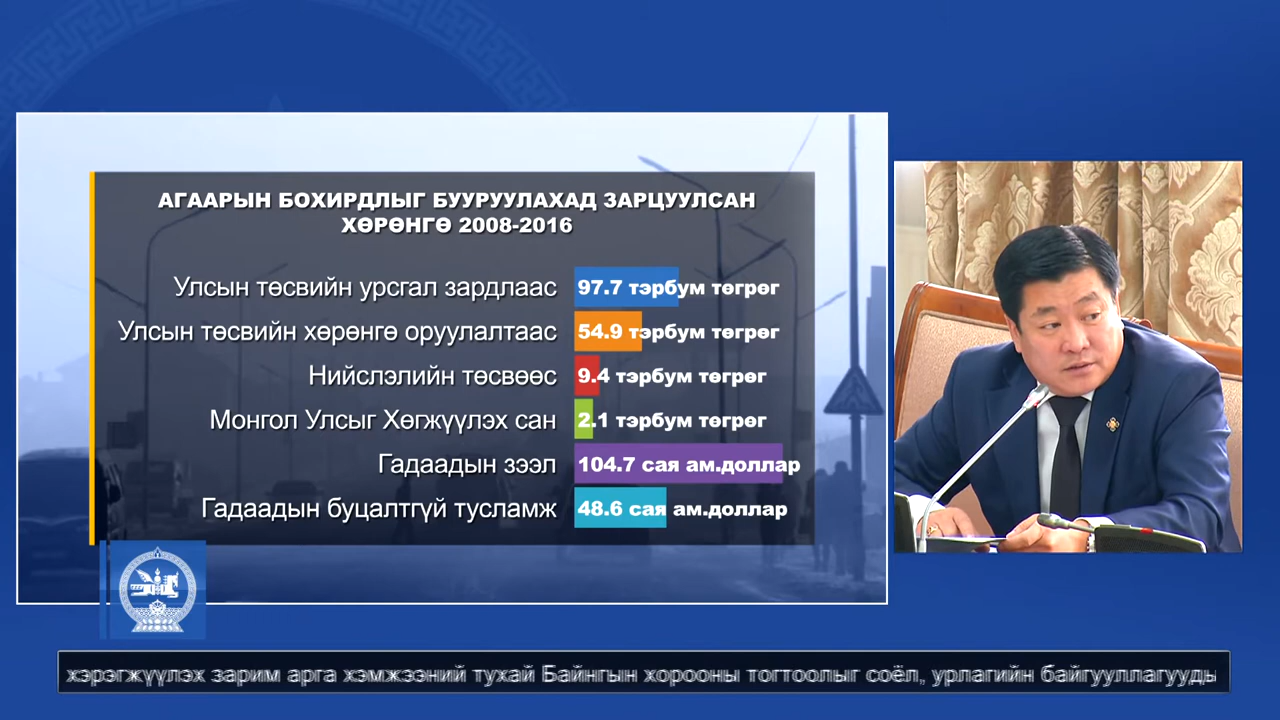 АГААРЫН БОХИРДЛЫГ БУУРУУЛАХАД ЗАРЦУУЛСАН
ХӨРӨНГӨ 2008-2016
Улсын төсвийн урсгал зардлаас 97.7 тэрбум төгрөг
Улсын төсвийн хөрөнгө оруулалтаас 54.9 тэрбум төгрөг
Нийслэлийн төсвөөс 9.4 тэрбум төгрөг
Монгол Улсыг Хөгжүүлэх сан 2.1 тэрбум төгрөг
Гадаадын зээл 104.7 сая ам.доллар
Гадаадын буцалтгүй тусламж 48.6 сая ам.доллар
хэрэгжүүлэх зарим арга хэмжээний тухай Байнгын хорооны тогтоолыг соёл, урлагийн